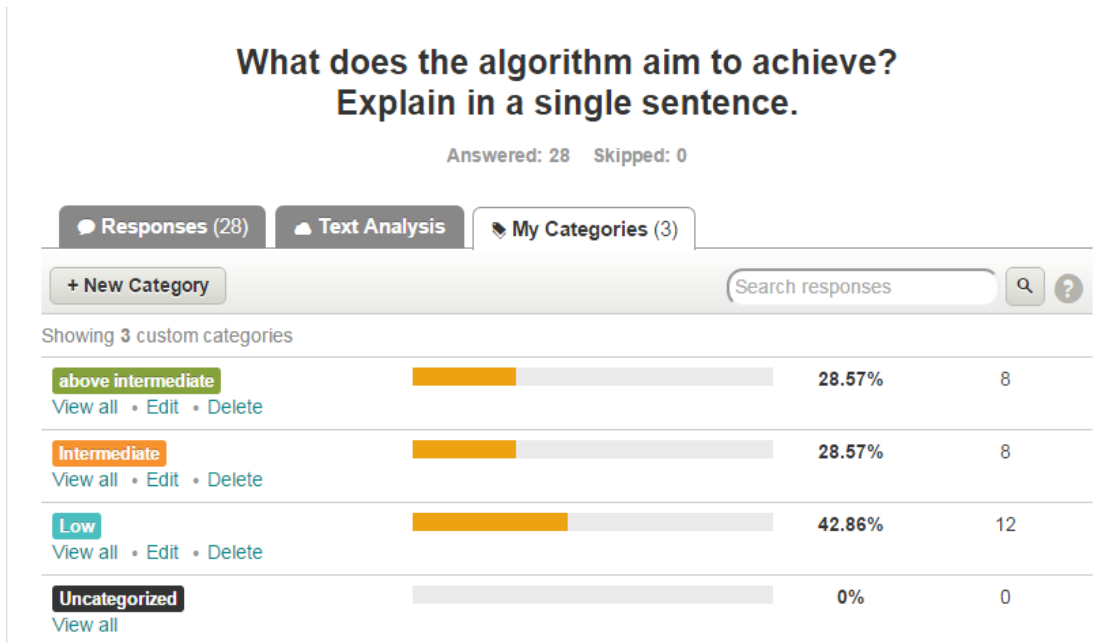 What does the algorithm aim to achieve?
Explain in a single sentence.
Answered: 28 Skipped: 0
Responses (28) Text Analysis My Categories (3)
+ New Category Search responses ?
Showing 3 custom categories
above intermediate 28.57% 8
View all • Edit • Delete
Intermediate 28.57% 8
View all • Edit • Delete
Low 42.86% 12
View all • Edit • Delete
Uncategorized 0% 0
View all